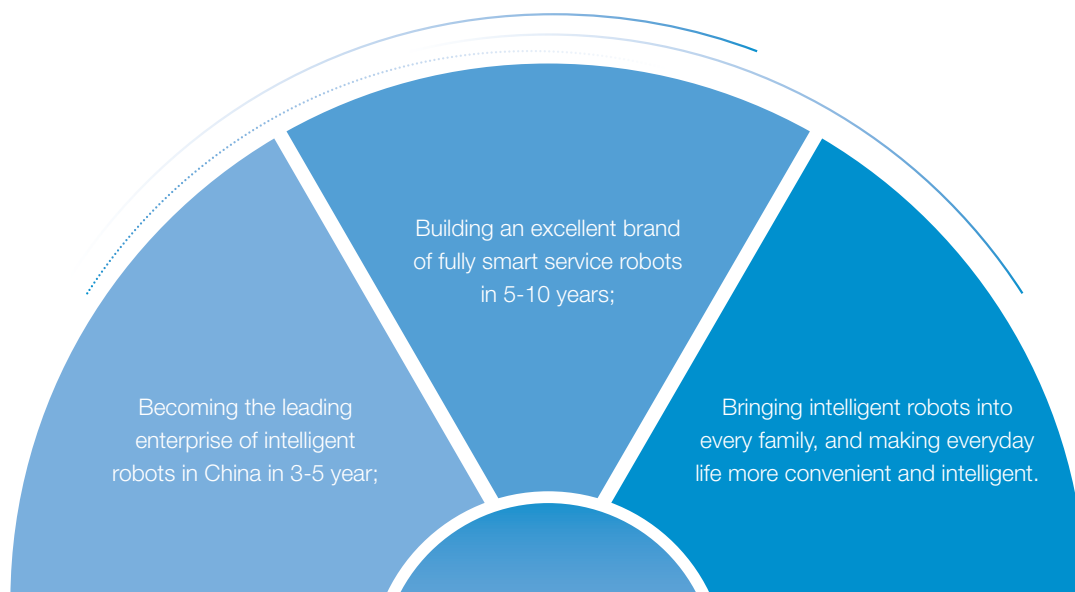 Building an excellent brand
of fully smart service robots
in 5-10 years;
Becoming the leading
enterprise of intelligent
robots in China in 3-5 year;
Bringing intelligent robots into
every family, and making everyday
life more convenient and intelligent.